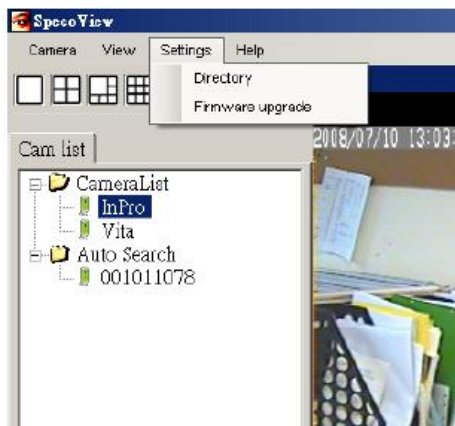 SpecoView
Camera View Settings Help
Directory
Firmware upgrade
2008/07/10 13:03:
Cam list
CameraList
InPro
Vita
Auto Search
001011078